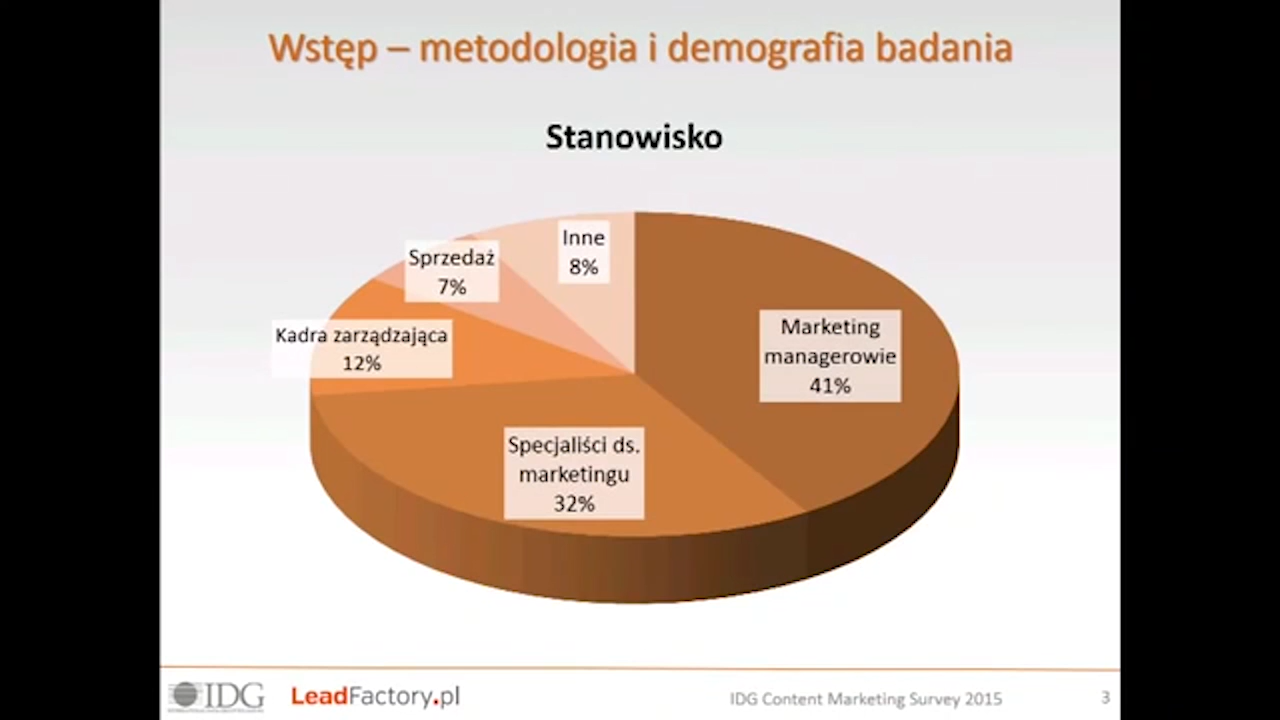 Wstęp – metodologia i demografia badania
Stanowisko
Inne
8%
Sprzedaż
7%
Kadra zarządzająca
12%
Marketing
managerowie
41%
Specjaliści ds.
marketingu
32%
IDG
LeadFactory.pl
IDG Content Marketing Survey 2015
3